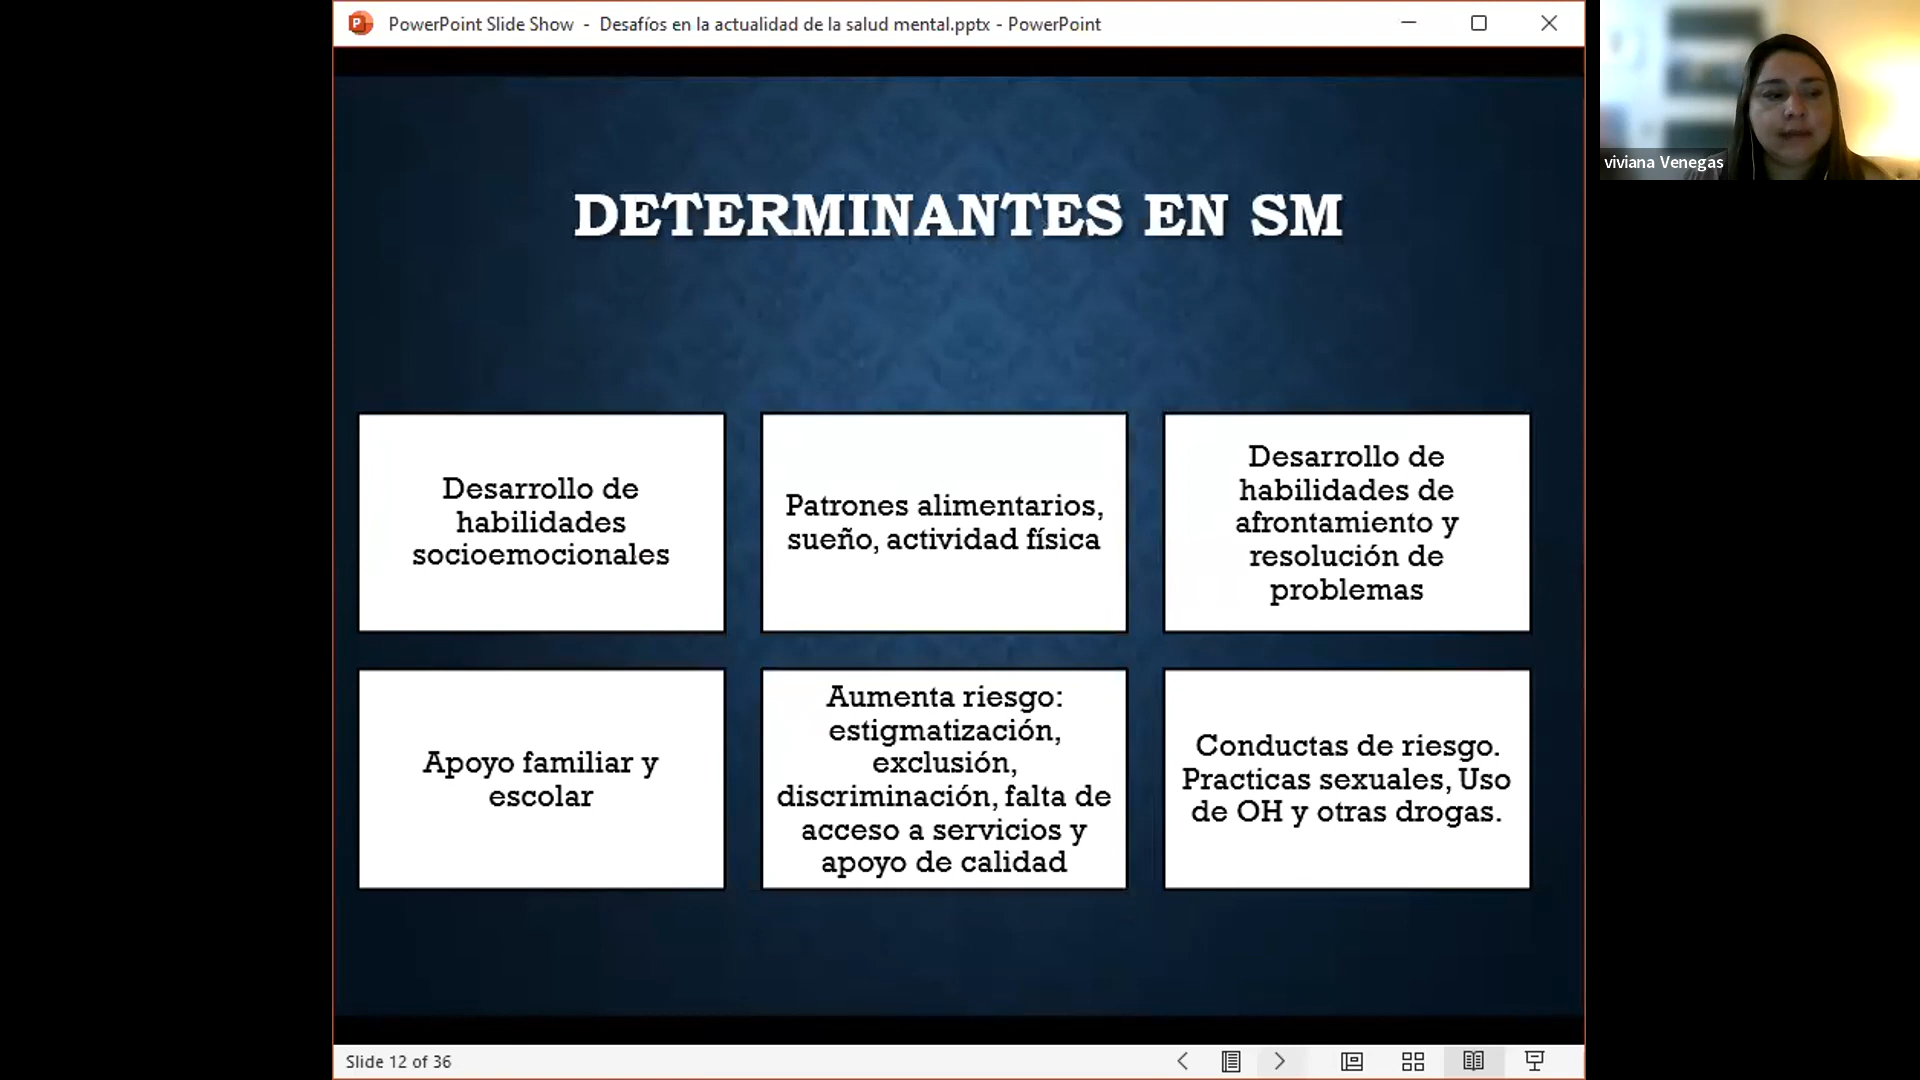 PowerPoint Slide Show - Desafíos en la actualidad de la salud mental.pptx - PowerPoint
viviana Venegas
DETERMINANTES EN SM
Desarrollo de
habilidades
socioemocionales
Patrones alimentarios,
sueño, actividad física
Desarrollo de
habilidades de
afrontamiento y
resolución de
problemas
Apoyo familiar y
escolar
Aumenta riesgo:
estigmatización,
exclusión,
discriminación, falta de
acceso a servicios y
apoyo de calidad
Conductas de riesgo.
Practicas sexuales, Uso
de OH y otras drogas.
Slide 12 of 36